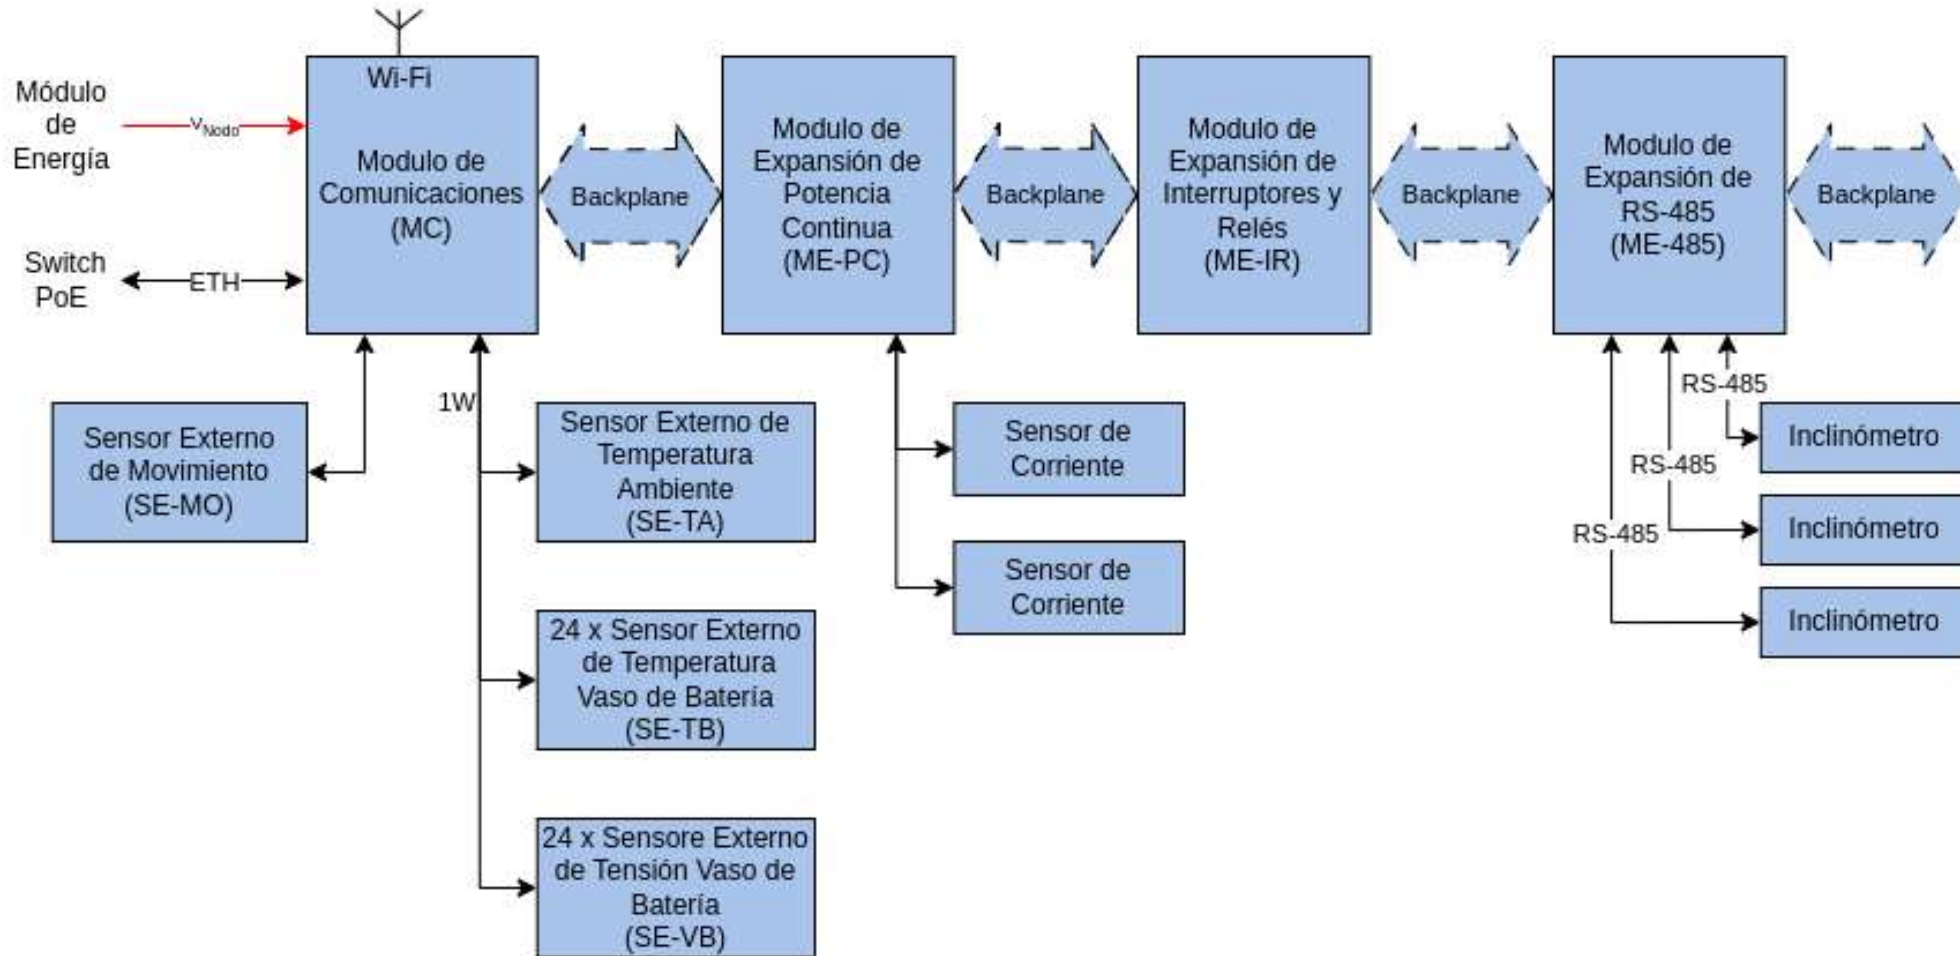 Wi-Fi
Módulo
de
Energía
V Nodo
Modulo de
Comunicaciones
(MC)
Backplane
Modulo de
Expansión de
Potencia
Continua
(ME-PC)
Backplane
Modulo de
Expansión de
Interruptores y
Relés
(ME-IR)
Backplane
Modulo de
Expansión de
RS-485
(ME-485)
Backplane
Switch
PoE
ETH
1W
RS-485
RS-485
RS-485
Sensor Externo
de Movimiento
(SE-MO)
Sensor Externo de
Temperatura
Ambiente
(SE-TA)
Sensor de
Corriente
Inclinómetro
Inclinómetro
Sensor de
Corriente
Inclinómetro
24 x Sensor Externo
de Temperatura
Vaso de Batería
(SE-TB)
24 x Sensore Externo
de Tensión Vaso de
Batería
(SE-VB)